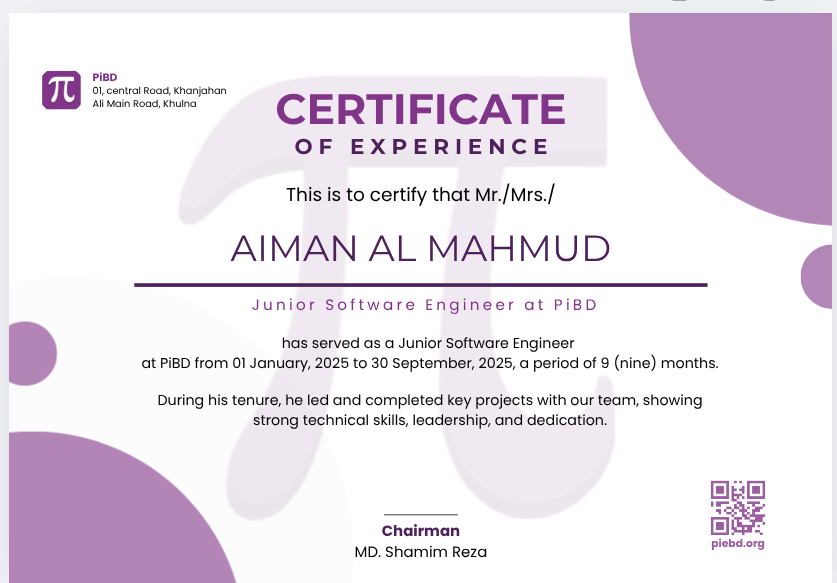 PiBD
01, central Road, Khanjahan
Ali Main Road, Khulna
CERTIFICATE
OF EXPERIENCE
This is to certify that Mr./Mrs./
AIMAN AL MAHMUD
Junior Software Engineer at PiBD
has served as a Junior Software Engineer
at PiBD from 01 January, 2025 to 30 September, 2025, a period of 9 (nine) months.
During his tenure, he led and completed key projects with our team, showing
strong technical skills, leadership, and dedication.
Chairman
MD. Shamim Reza
piebd.org